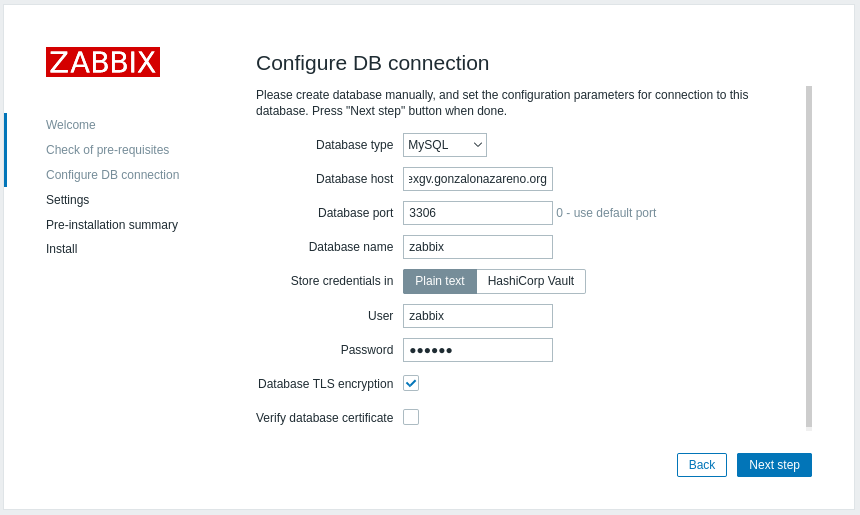 ZABBIX
Welcome
Check of pre-requisites
Configure DB connection
Settings
Pre-installation summary
Install
Configure DB connection
Please create database manually, and set the configuration parameters for connection to this
database. Press "Next step" button when done.
Database type MySQL
Database host exgv.gonzalonazareno.org
Database port 3306 0 - use default port
Database name zabbix
Store credentials in Plain text HashiCorp Vault
User zabbix
Password ●●●●●●
Database TLS encryption
Verify database certificate
Back Next step